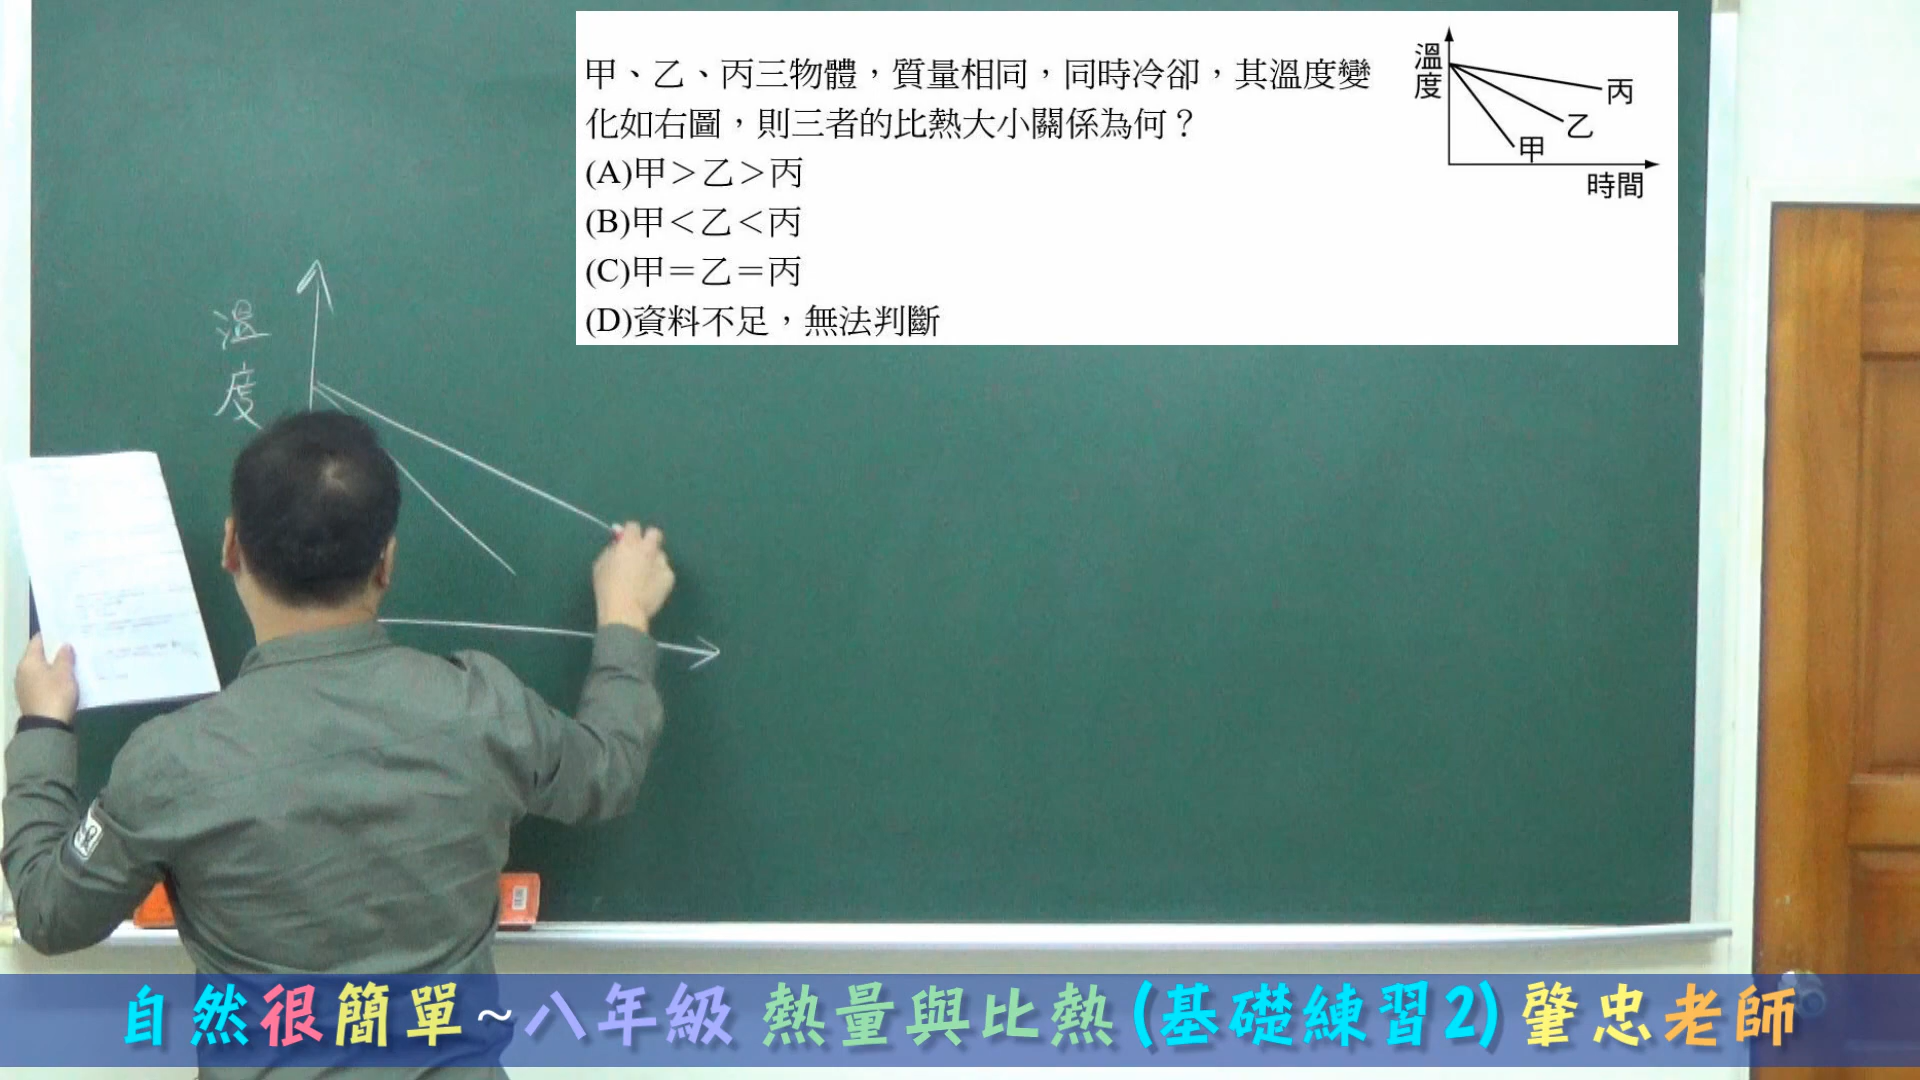 甲、乙、丙三物體，質量相同，同時冷卻，其溫度變
化如右圖，則三者的比熱大小關係為何？
(A)甲＞乙＞丙
(B)甲＜乙＜丙
(C)甲＝乙＝丙
(D)資料不足，無法判斷
溫度
丙
乙
甲
時間
溫
度
自然很簡單~八年級 熱量與比熱(基礎練習2) 肇忠老師